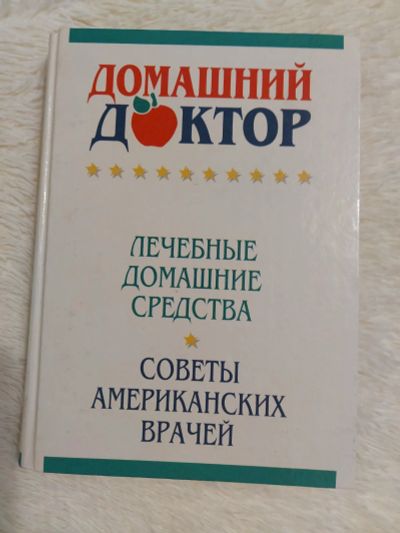 ДОМАШНИЙ
ДОКТОР
ЛЕЧЕБНЫЕ
ДОМАШНИЕ
СРЕДСТВА
СОВЕТЫ
АМЕРИКАНСКИХ
ВРАЧЕЙ